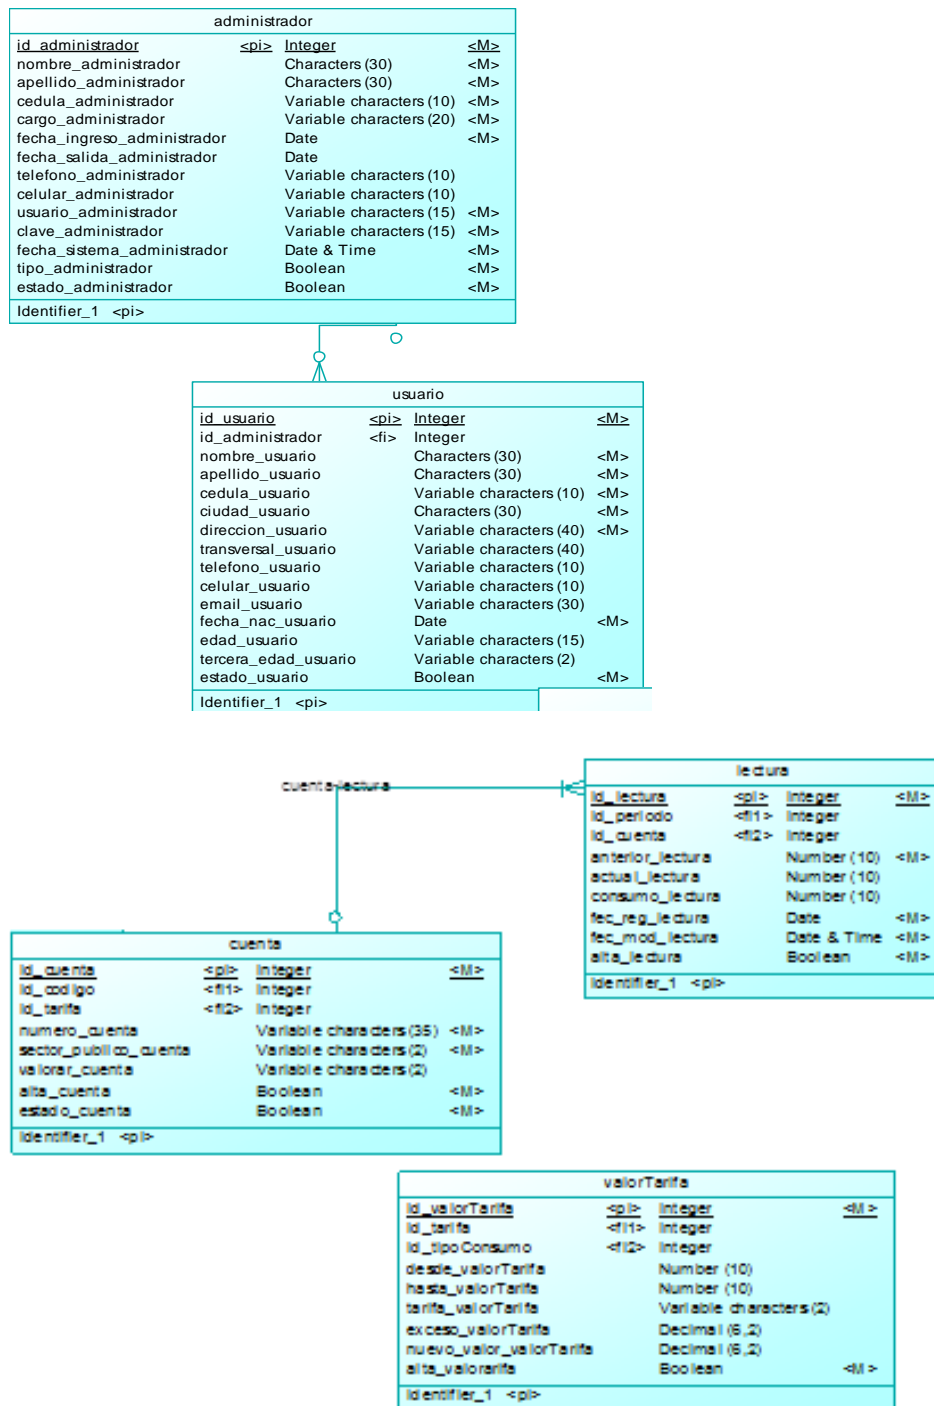 administrador
id_administrador <pi> Integer <M>
nombre_administrador Characters (30) <M>
apellido_administrador Characters (30) <M>
cedula_administrador Variable characters (10) <M>
cargo_administrador Variable characters (20) <M>
fecha_ingreso_administrador Date <M>
fecha_salida_administrador Date
telefono_administrador Variable characters (10)
celular_administrador Variable characters (10)
usuario_administrador Variable characters (15) <M>
clave_administrador Variable characters (15) <M>
fecha_sistema_administrador Date & Time <M>
tipo_administrador Boolean <M>
estado_administrador Boolean <M>
Identifier_1 <pi>
usuario
id_usuario <pi> Integer <M>
id_administrador <fi> Integer
nombre_usuario Characters (30) <M>
apellido_usuario Characters (30) <M>
cedula_usuario Variable characters (10) <M>
ciudad_usuario Characters (30) <M>
direccion_usuario Variable characters (40) <M>
transversal_usuario Variable characters (40)
telefono_usuario Variable characters (10)
celular_usuario Variable characters (10)
email_usuario Variable characters (30)
fecha_nac_usuario Date <M>
edad_usuario Variable characters (15)
tercera_edad_usuario Variable characters (2)
estado_usuario Boolean <M>
Identifier_1 <pi>
cuenta-lectura
lectura
id_lectura <pi> Integer <M>
id_periodo <fi1> Integer
id_cuenta <fi2> Integer
anterior_lectura Number (10) <M>
actual_lectura Number (10)
consumo_lectura Number (10)
fec_reg_lectura Date <M>
fec_mod_lectura Date & Time <M>
alta_lectura Boolean <M>
Identifier_1 <pi>
cuenta
id_cuenta <pi> Integer <M>
id_codigo <fi1> Integer
id_tarifa <fi2> Integer
numero_cuenta Variable characters (35) <M>
sector_publico_cuenta Variable characters (2) <M>
valorar_cuenta Variable characters (2)
alta_cuenta Boolean <M>
estado_cuenta Boolean <M>
Identifier_1 <pi>
valorTarifa
id_valorTarifa <pi> Integer <M>
id_tarifa <fi1> Integer
id_tipoConsumo <fi2> Integer
desde_valorTarifa Number (10)
hasta_valorTarifa Number (10)
tarifa_valorTarifa Variable characters (2)
exceso_valorTarifa Decimal (6,2)
nuevo_valor_valorTarifa Decimal (6,2)
alta_valorarifa Boolean <M>
Identifier_1 <pi>